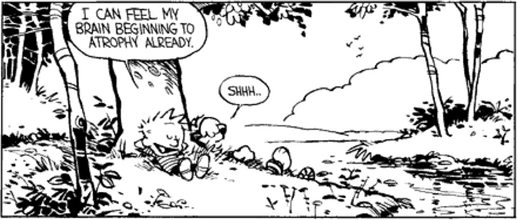 I CAN FEEL MY
BRAIN BEGINNING TO
ATROPHY ALREADY.
SHHH..